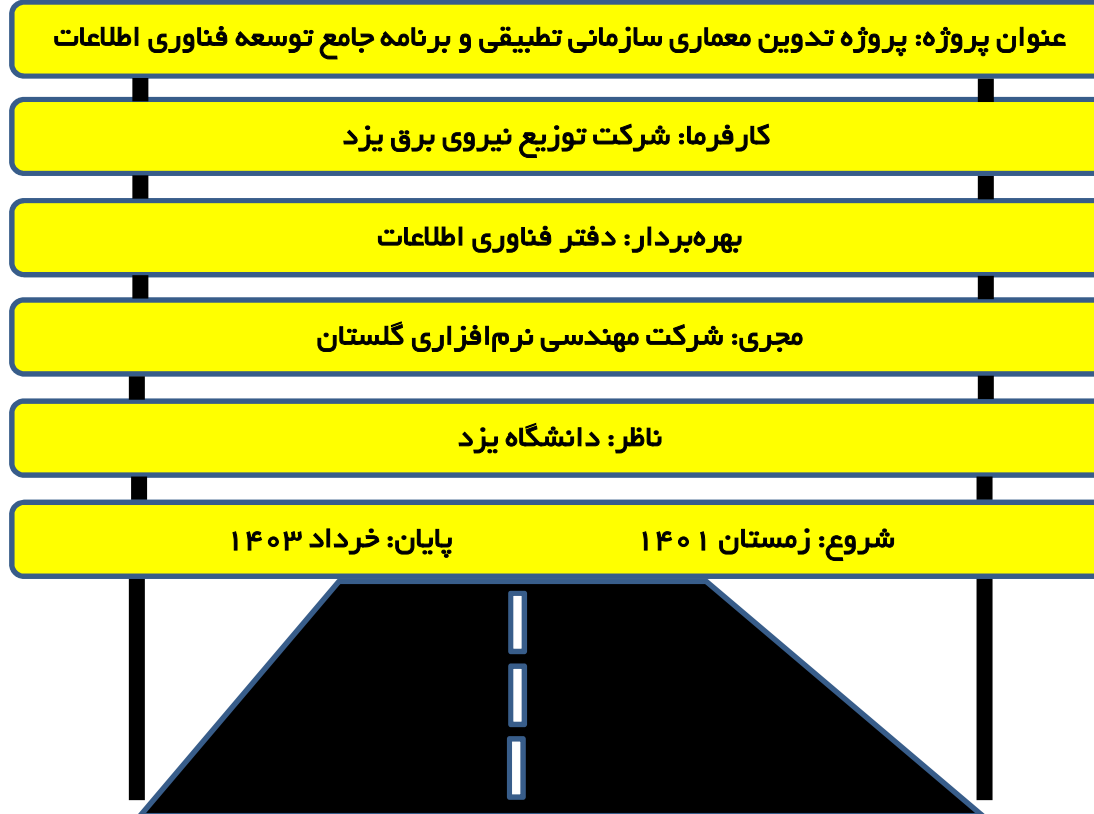 عنوان پروژه: پروژه تدوین معماری سازمانی تطبیقی و برنامه جامع توسعه فناوری اطلاعات
کارفرما: شرکت توزیع نیروی برق یزد
بهره‌بردار: دفتر فناوری اطلاعات
مجری: شرکت مهندسی نرم‌افزاری گلستان
ناظر: دانشگاه یزد
شروع: زمستان ۱۴۰۱ پایان: خرداد ۱۴۰۳